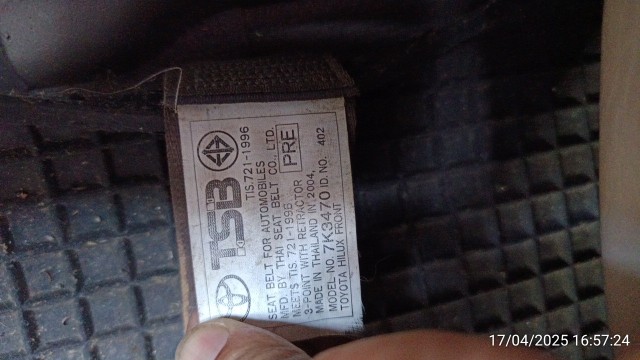 TSB
TIS.721-1996
SEAT BELT FOR AUTOMOBILES
MFD. BY THAI SEAT BELT CO., LTD.
MEETS TIS. 721-1996 PRE
3-POINT WITH RETRACTOR
MADE IN THAILAND IN 2004,
MODEL NO. 7K3470 ID. NO. 402
TOYOTA HILUX FRONT
17/04/2025 16:57:24